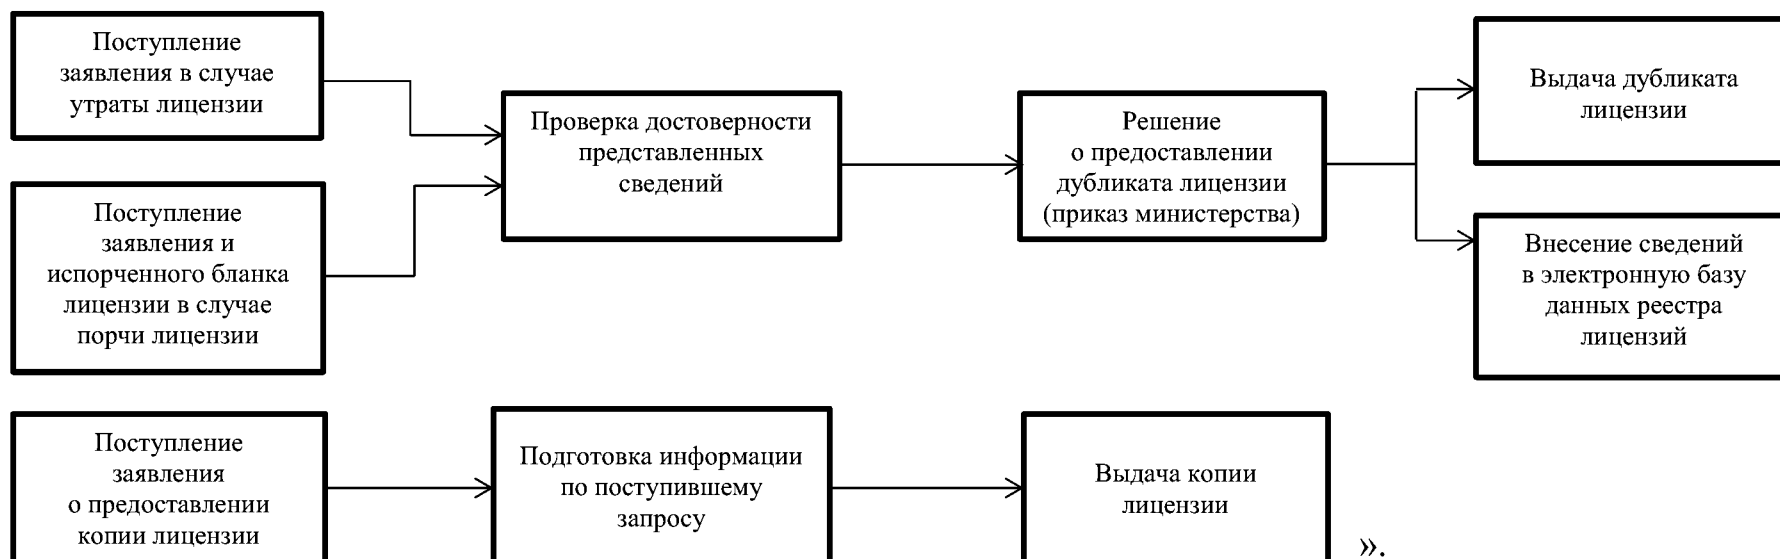 Поступление
заявления в случае
утраты лицензии
Поступление
заявления и
испорченного бланка
лицензии в случае
порчи лицензии
Проверка достоверности
представленных
сведений
Решение
о предоставлении
дубликата лицензии
(приказ министерства)
Выдача дубликата
лицензии
Внесение сведений
в электронную базу
данных реестра
лицензий
Поступление
заявления
о предоставлении
копии лицензии
Подготовка информации
по поступившему
запросу
Выдача копии
лицензии
».